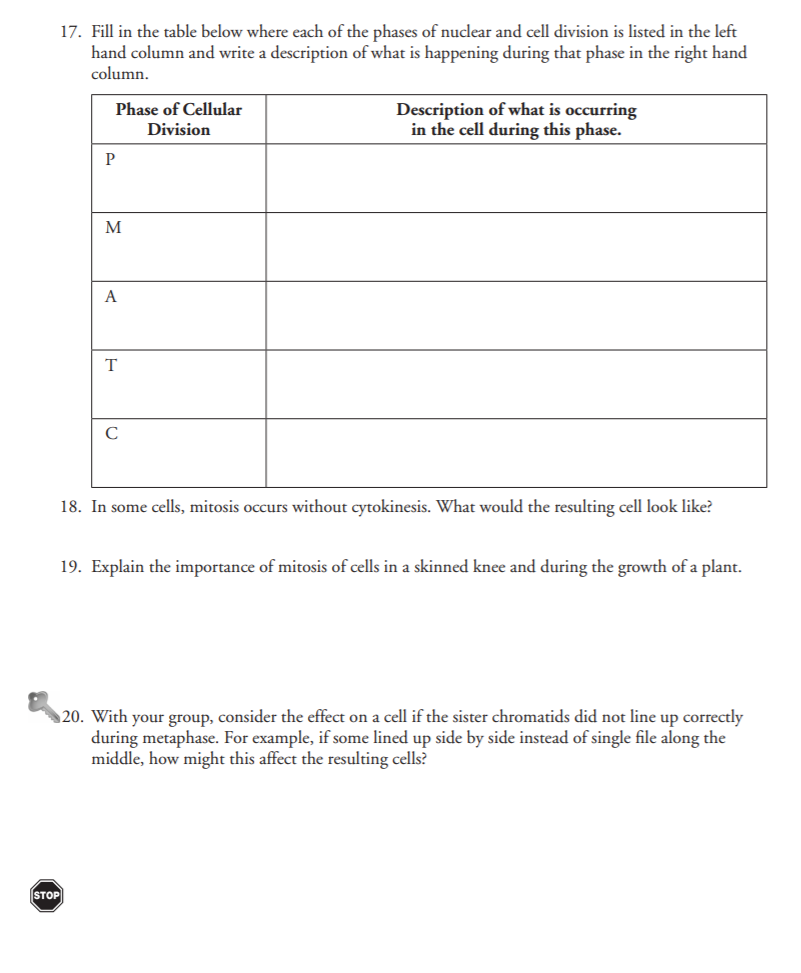 17. Fill in the table below where each of the phases of nuclear and cell division is listed in the left
hand column and write a description of what is happening during that phase in the right hand
column.
Phase of Cellular
Division
Description of what is occurring
in the cell during this phase.
P
M
A
T
C
18. In some cells, mitosis occurs without cytokinesis. What would the resulting cell look like?
19. Explain the importance of mitosis of cells in a skinned knee and during the growth of a plant.
20. With your group, consider the effect on a cell if the sister chromatids did not line up correctly
during metaphase. For example, if some lined up side by side instead of single file along the
middle, how might this affect the resulting cells?
STOP